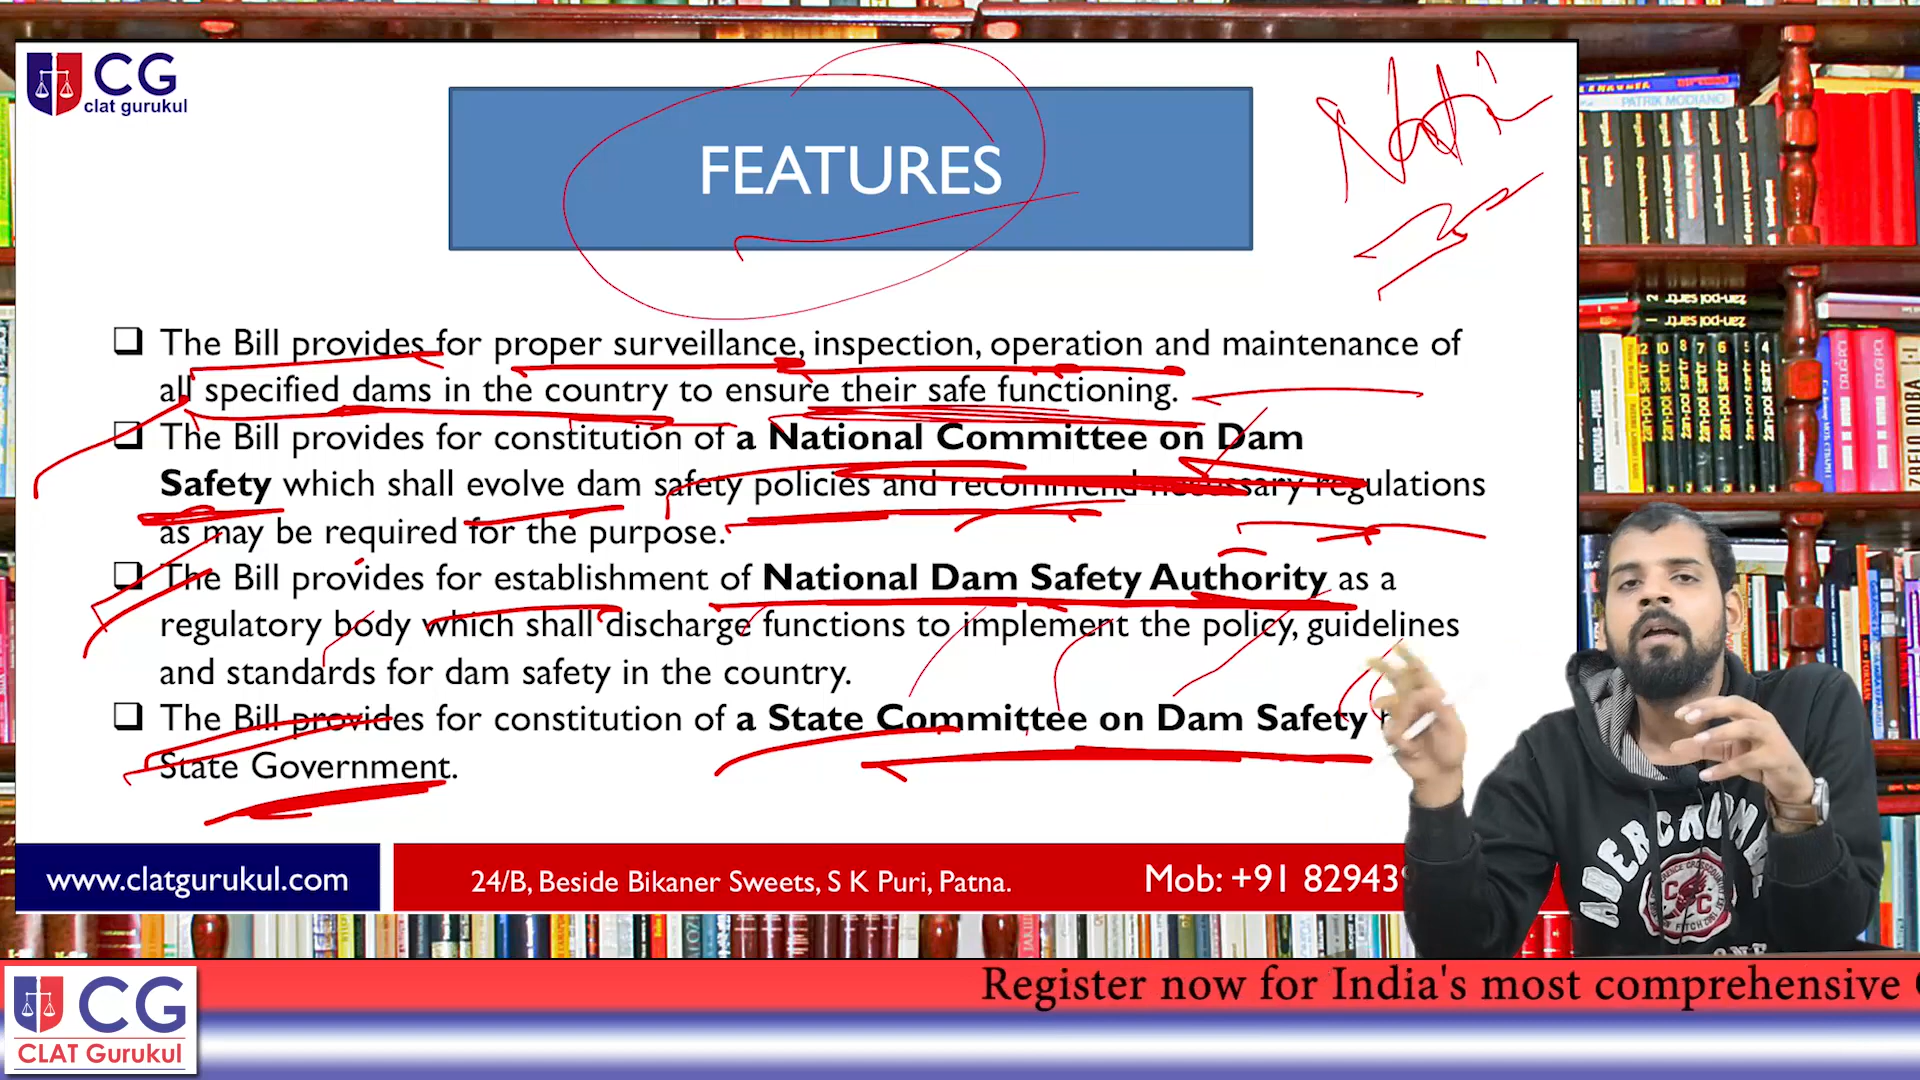 CG
clat gurukul
FEATURES
PATRIK MODIANO
❑ The Bill provides for proper surveillance, inspection, operation and maintenance of
all specified dams in the country to ensure their safe functioning.
❑ The Bill provides for constitution of a National Committee on Dam
Safety which shall evolve dam safety policies and recommend necessary regulations
as may be required for the purpose.
❑ The Bill provides for establishment of National Dam Safety Authority as a
regulatory body which shall discharge functions to implement the policy, guidelines
and standards for dam safety in the country.
❑ The Bill provides for constitution of a State Committee on Dam Safety
State Government.
www.clatgurukul.com
24/B, Beside Bikaner Sweets, S K Puri, Patna.
Mob: +91 82943
CG
CLAT Gurukul
Register now for India's most comprehensive